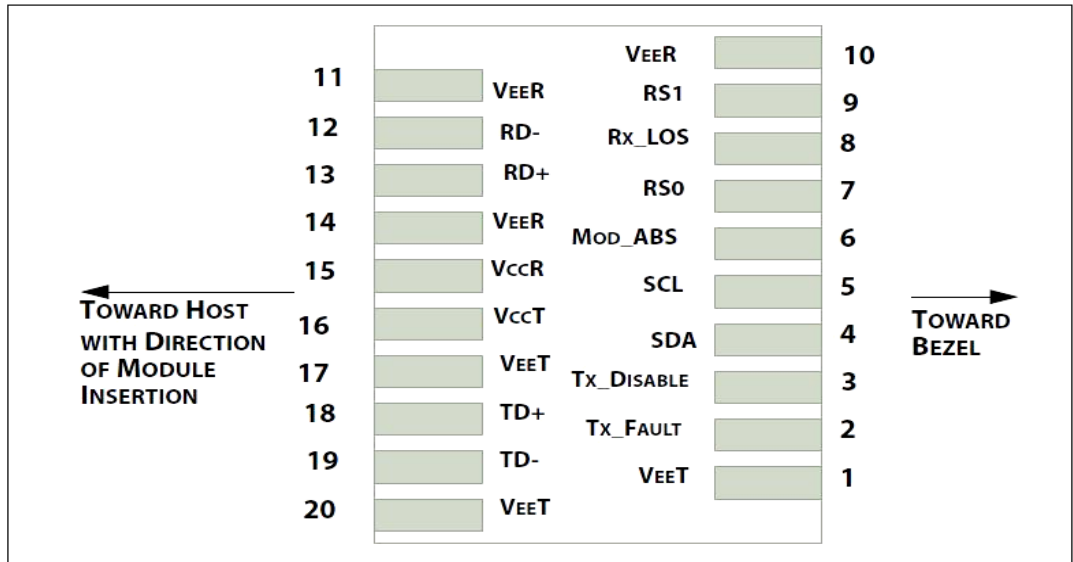 11 VEER
12 RD-
13 RD+
14 VEER
15 VCCR
16 VCCT
17 VEET
18 TD+
19 TD-
20 VEET
VEER 10
RS1 9
RX_LOS 8
RS0 7
MOD_ABS 6
SCL 5
SDA 4
TX_DISABLE 3
TX_FAULT 2
VEET 1
TOWARD HOST
WITH DIRECTION
OF MODULE
INSERTION
TOWARD
BEZEL